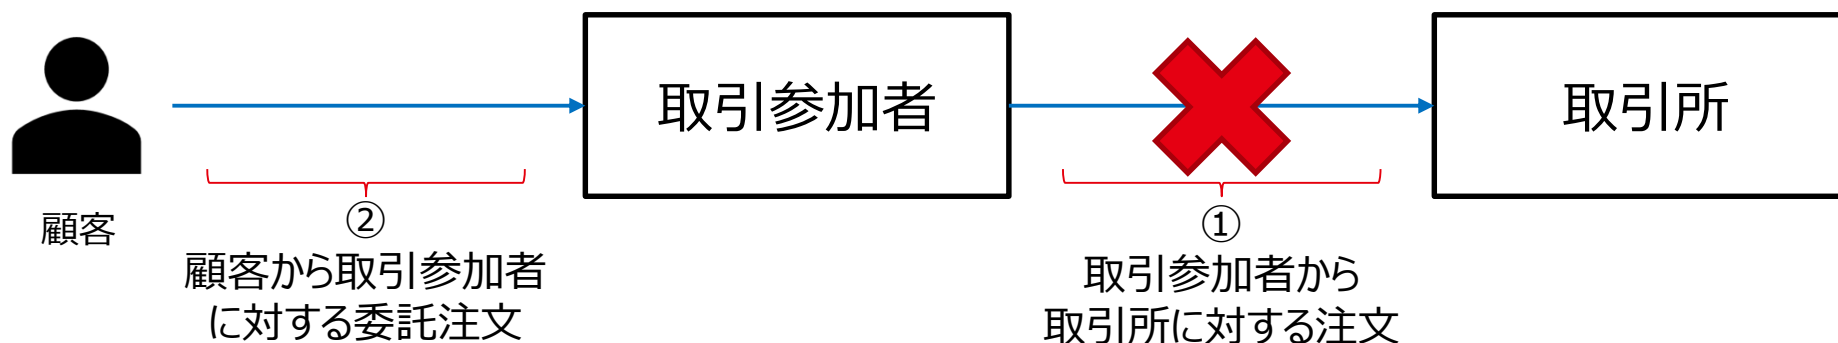 顧客
取引参加者
取引所
②
顧客から取引参加者
に対する委託注文
①
取引参加者から
取引所に対する注文